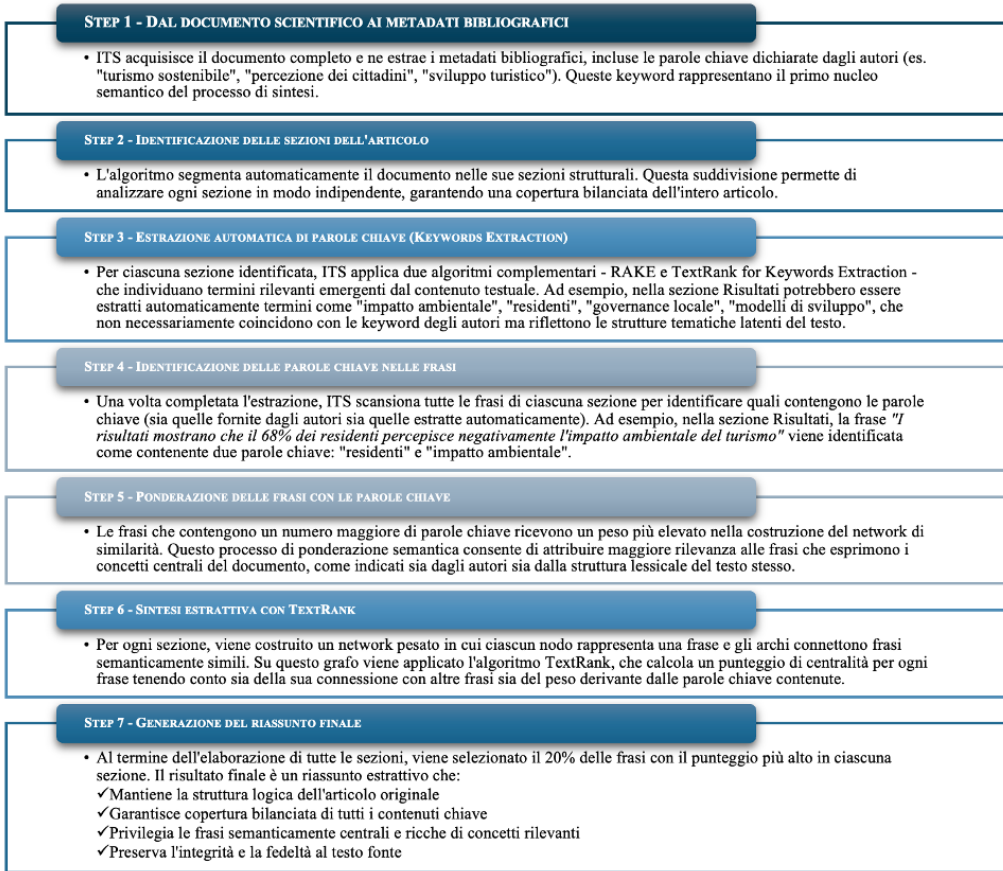 STEP 1 - DAL DOCUMENTO SCIENTIFICO AI METADATI BIBLIOGRAFICI
• ITS acquisisce il documento completo e ne estrae i metadati bibliografici, incluse le parole chiave dichiarate dagli autori (es.
"turismo sostenibile", "percezione dei cittadini", "sviluppo turistico"). Queste keyword rappresentano il primo nucleo
semantico del processo di sintesi.
STEP 2 - IDENTIFICAZIONE DELLE SEZIONI DELL'ARTICOLO
• L'algoritmo segmenta automaticamente il documento nelle sue sezioni strutturali. Questa suddivisione permette di
analizzare ogni sezione in modo indipendente, garantendo una copertura bilanciata dell'intero articolo.
STEP 3 - ESTRAZIONE AUTOMATICA DI PAROLE CHIAVE (KEYWORDS EXTRACTION)
• Per ciascuna sezione identificata, ITS applica due algoritmi complementari - RAKE e TextRank for Keywords Extraction -
che individuano termini rilevanti emergenti dal contenuto testuale. Ad esempio, nella sezione Risultati potrebbero essere
estratti automaticamente termini come "impatto ambientale", "residenti", "governance locale", "modelli di sviluppo", che
non necessariamente coincidono con le keyword degli autori ma riflettono le strutture tematiche latenti del testo.
STEP 4 - IDENTIFICAZIONE DELLE PAROLE CHIAVE NELLE FRASI
• Una volta completata l'estrazione, ITS scansiona tutte le frasi di ciascuna sezione per identificare quali contengono le parole
chiave (sia quelle fornite dagli autori sia quelle estratte automaticamente). Ad esempio, nella sezione Risultati, la frase "I
risultati mostrano che il 68% dei residenti percepisce negativamente l'impatto ambientale del turismo" viene identificata
come contenente due parole chiave: "residenti" e "impatto ambientale".
STEP 5 - PONDERAZIONE DELLE FRASI CON LE PAROLE CHIAVE
• Le frasi che contengono un numero maggiore di parole chiave ricevono un peso più elevato nella costruzione del network di
similarità. Questo processo di ponderazione semantica consente di attribuire maggiore rilevanza alle frasi che esprimono i
concetti centrali del documento, come indicati sia dagli autori sia dalla struttura lessicale del testo stesso.
STEP 6 - SINTESI ESTRATTIVA CON TEXTRANK
• Per ogni sezione, viene costruito un network pesato in cui ciascun nodo rappresenta una frase e gli archi connettono frasi
semanticamente simili. Su questo grafo viene applicato l'algoritmo TextRank, che calcola un punteggio di centralità per ogni
frase tenendo conto sia della sua connessione con altre frasi sia del peso derivante dalle parole chiave contenute.
STEP 7 - GENERAZIONE DEL RIASSUNTO FINALE
• Al termine dell'elaborazione di tutte le sezioni, viene selezionato il 20% delle frasi con il punteggio più alto in ciascuna
sezione. Il risultato finale è un riassunto estrattivo che:
✓Mantiene la struttura logica dell'articolo originale
✓Garantisce copertura bilanciata di tutti i contenuti chiave
✓Privilegia le frasi semanticamente centrali e ricche di concetti rilevanti
✓Preserva l'integrità e la fedeltà al testo fonte